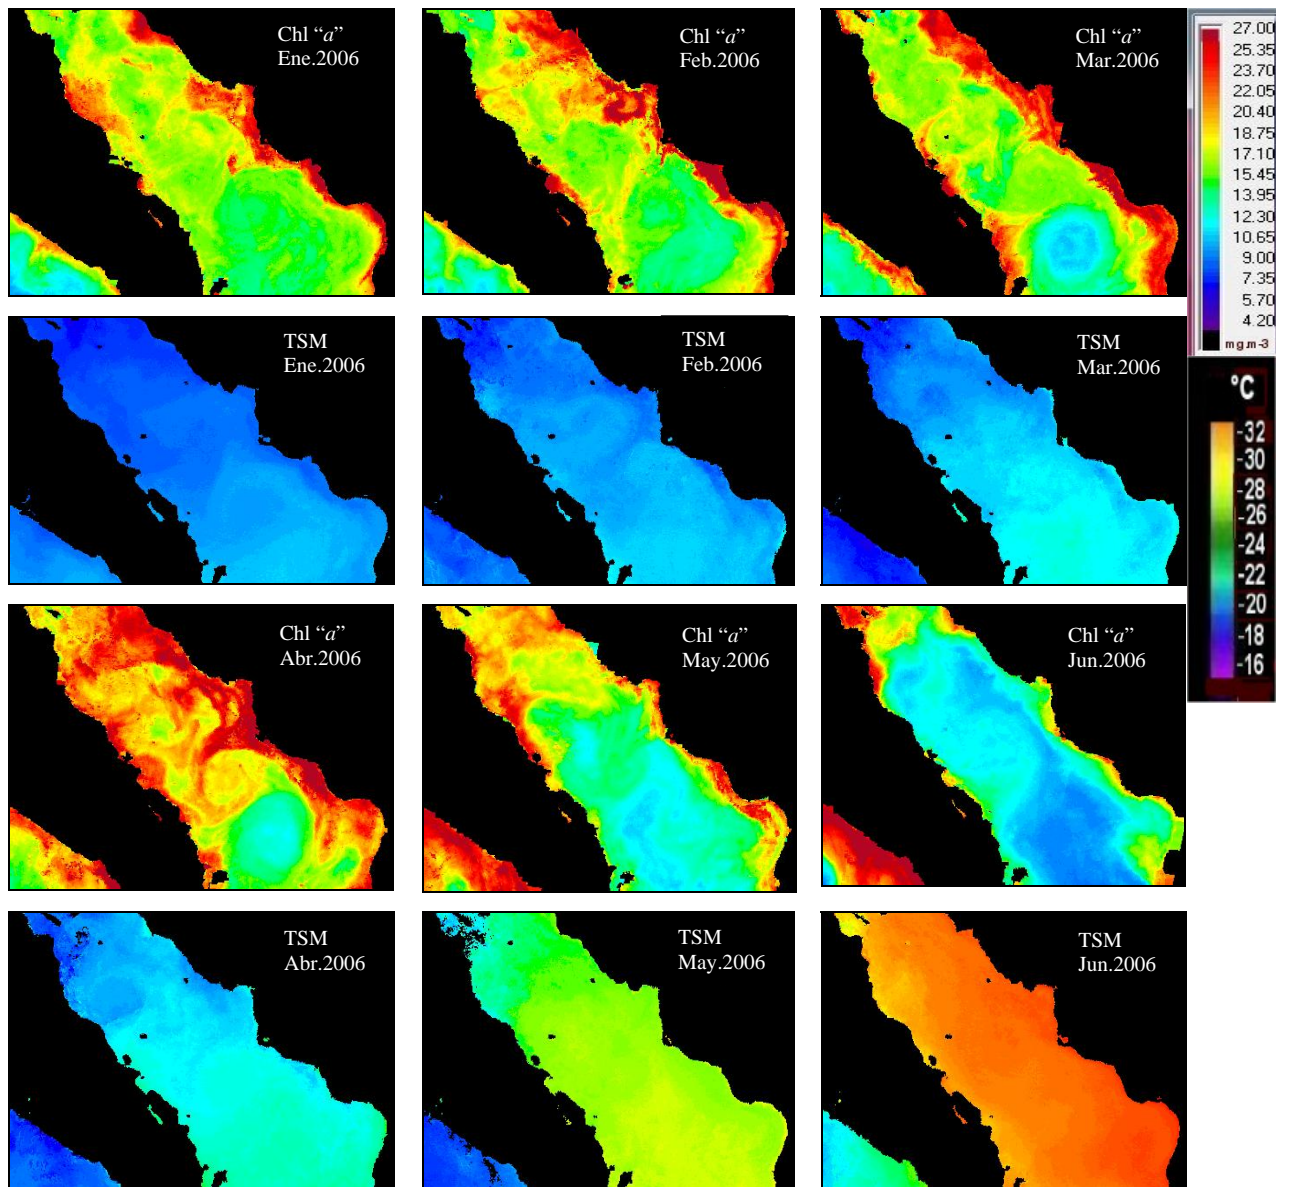 Chl “a”
Ene.2006
Chl “a”
Feb.2006
Chl “a”
Mar.2006
27.00
25.35
23.70
22.05
20.40
18.75
17.10
15.45
13.95
12.30
10.65
9.00
7.35
5.70
4.20
mg.m-3
TSM
Ene.2006
TSM
Feb.2006
TSM
Mar.2006
°C
-32
-30
-28
-26
-24
-22
-20
-18
-16
Chl “a”
Abr.2006
Chl “a”
May.2006
Chl “a”
Jun.2006
TSM
Abr.2006
TSM
May.2006
TSM
Jun.2006